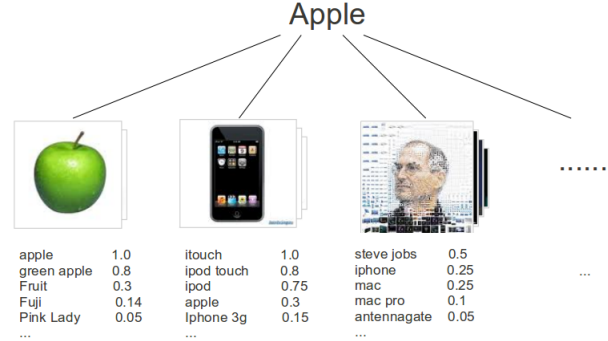 Apple
......
apple 1.0
green apple 0.8
Fruit 0.3
Fuji 0.14
Pink Lady 0.05
...
itouch 1.0
ipod touch 0.8
ipod 0.75
apple 0.3
Iphone 3g 0.15
...
steve jobs 0.5
iphone 0.25
mac 0.25
mac pro 0.1
antennagate 0.05
...
...